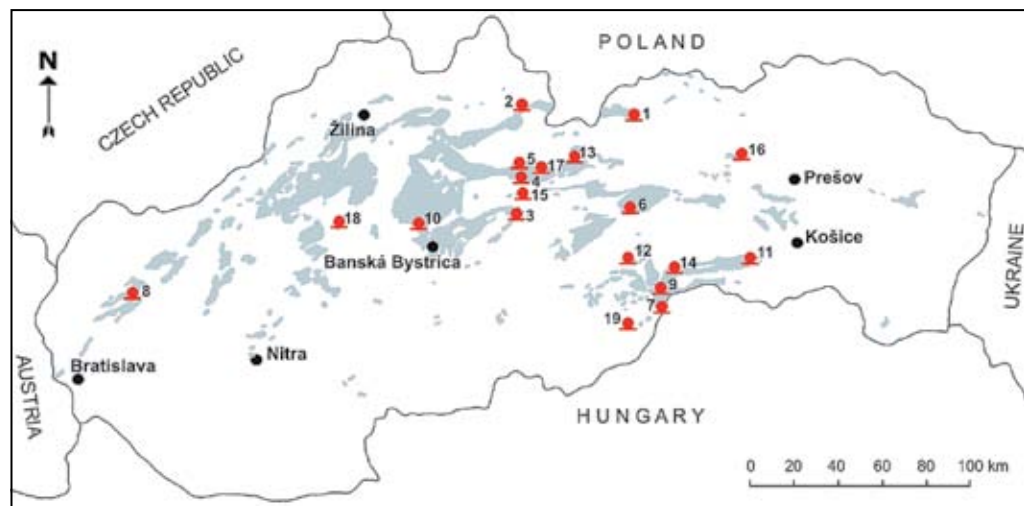 POLAND
CZECH REPUBLIC
N
2
1
Žilina
5
17
13
16
4
Prešov
15
6
18
10
3
Košice
Banská Bystrica
12
14
11
8
9
7
19
UKRAINE
Nitra
Bratislava
AUSTRIA
HUNGARY
0 20 40 60 80 100 km